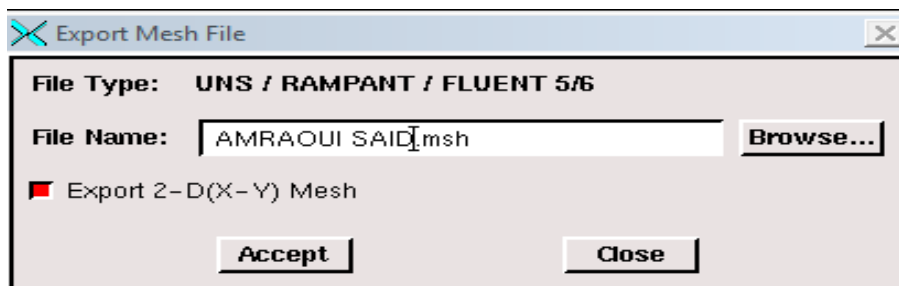 Export Mesh File
File Type: UNS / RAMPANT / FLUENT 5/6
File Name: AMRAOUI SAID.msh Browse...
Export 2-D(X-Y) Mesh
Accept Close